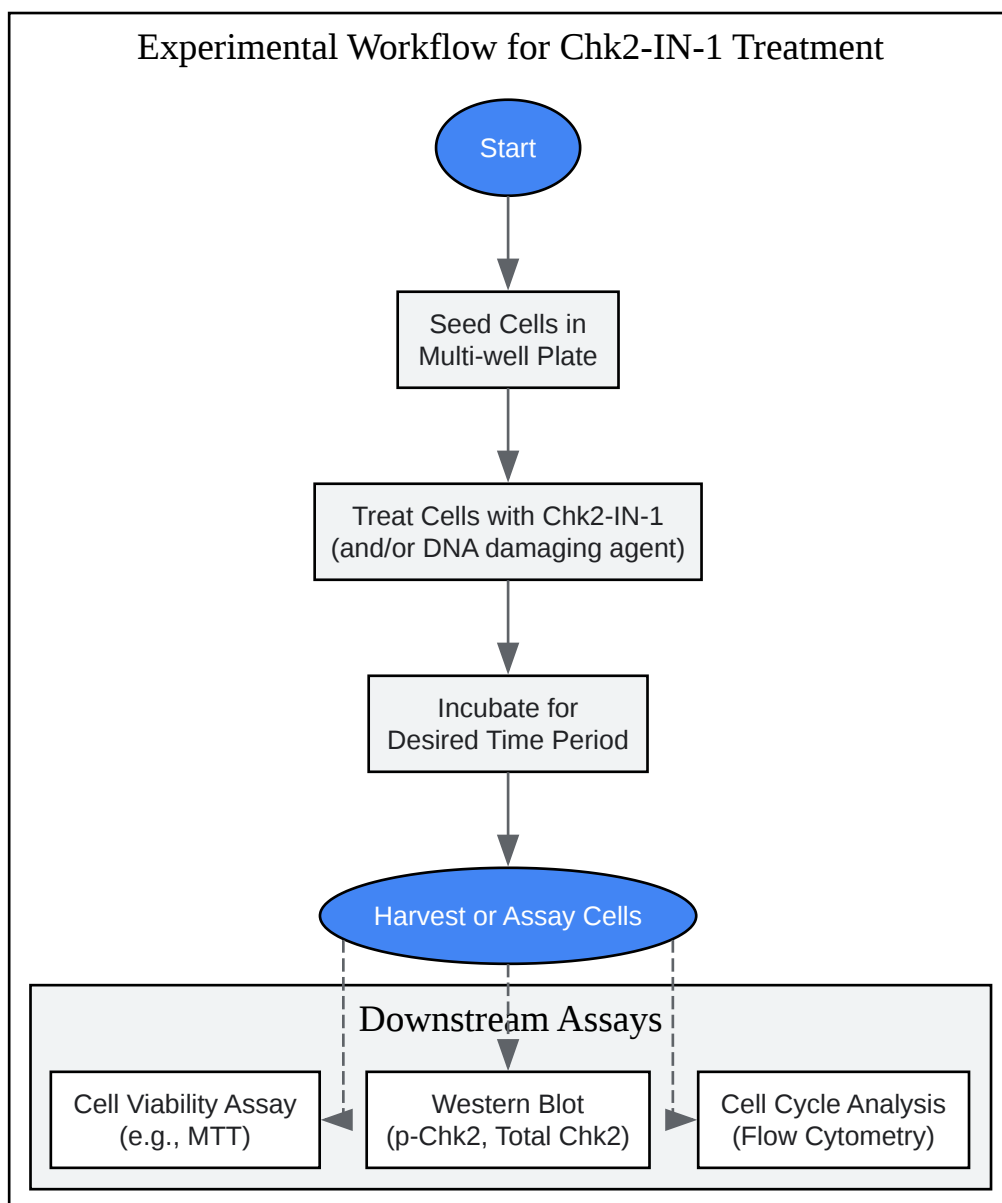 Experimental Workflow for Chk2-IN-1 Treatment
Start
Seed Cells in
Multi-well Plate
Treat Cells with Chk2-IN-1
(and/or DNA damaging agent)
Incubate for
Desired Time Period
Harvest or Assay Cells
Downstream Assays
Cell Viability Assay
(e.g., MTT)
Western Blot
(p-Chk2, Total Chk2)
Cell Cycle Analysis
(Flow Cytometry)